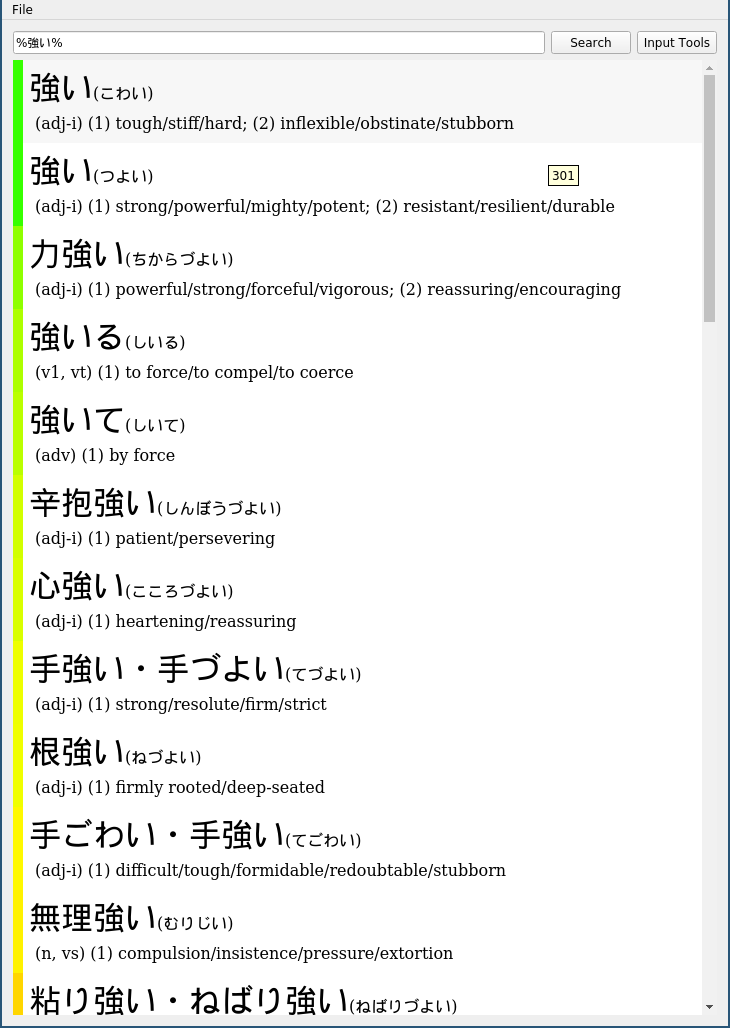 File
%強い%
Search
Input Tools
強い(こわい)
(adj-i) (1) tough/stiff/hard; (2) inflexible/obstinate/stubborn
強い(つよい)
301
(adj-i) (1) strong/powerful/mighty/potent; (2) resistant/resilient/durable
力強い(ちからづよい)
(adj-i) (1) powerful/strong/forceful/vigorous; (2) reassuring/encouraging
強いる(しいる)
(v1, vt) (1) to force/to compel/to coerce
強いて(しいて)
(adv) (1) by force
辛抱強い(しんぼうづよい)
(adj-i) (1) patient/persevering
心強い(こころづよい)
(adj-i) (1) heartening/reassuring
手強い・手づよい(てづよい)
(adj-i) (1) strong/resolute/firm/strict
根強い(ねづよい)
(adj-i) (1) firmly rooted/deep-seated
手ごわい・手強い(てごわい)
(adj-i) (1) difficult/tough/formidable/redoubtable/stubborn
無理強い(むりじい)
(n, vs) (1) compulsion/insistence/pressure/extortion
粘り強い・ねばり強い(ねばりづよい)